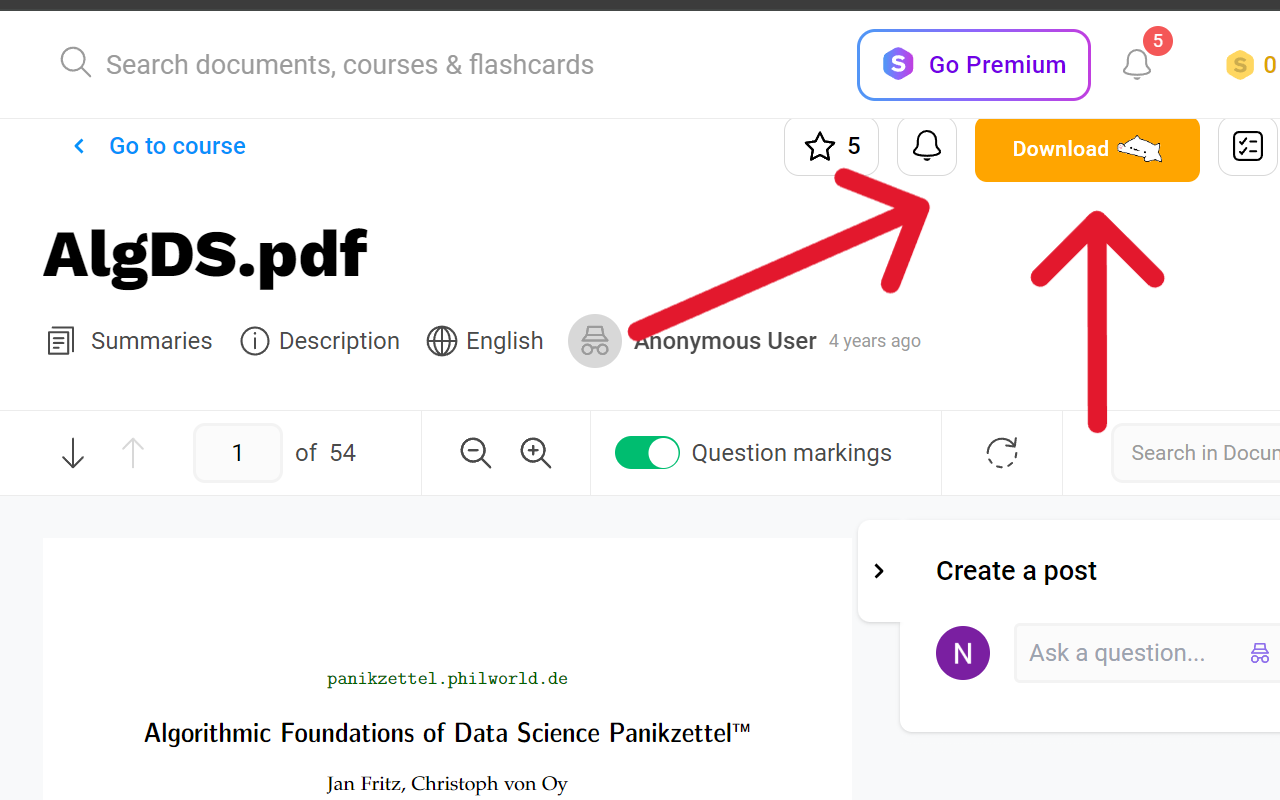 Search documents, courses & flashcards
S Go Premium
5
S 0
Go to course
5
Download
AlgDS.pdf
Summaries
Description
English
Anonymous User
4 years ago
1 of 54
Question markings
Search in Docum
panikzettel.philworld.de
Algorithmic Foundations of Data Science Panikzettel™
Jan Fritz, Christoph von Oy
Create a post
N
Ask a question...